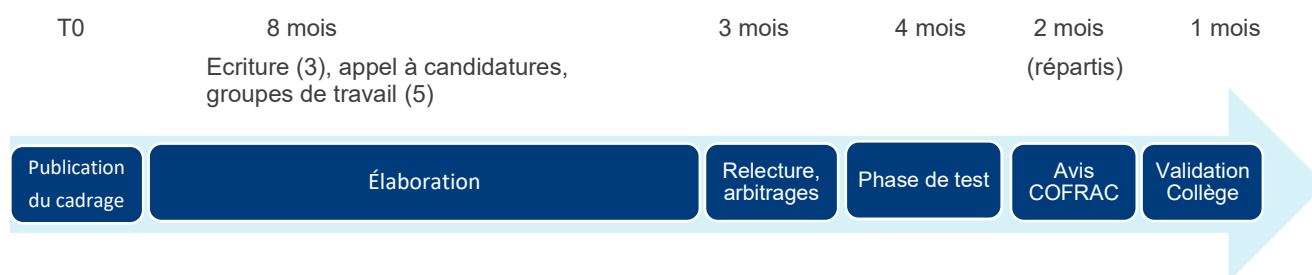 T0
8 mois
3 mois
4 mois
2 mois
1 mois
Ecriture (3), appel à candidatures,
groupes de travail (5)
(répartis)
Publication
du cadrage
Élaboration
Relecture,
arbitrages
Phase de test
Avis
COFRAC
Validation
Collège